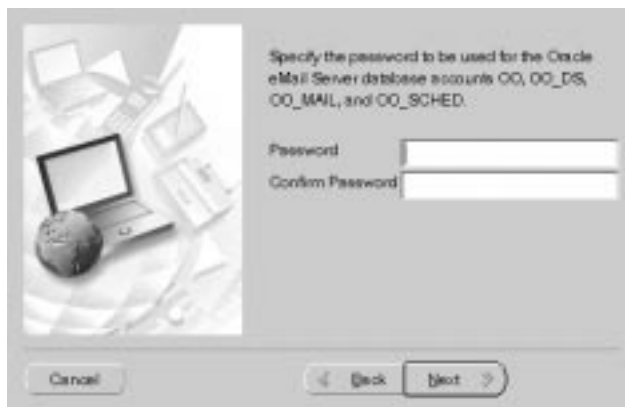 Specify the password to be used for the Oracle
eMail Server database accounts OO, OO_DS,
OO_MAIL, and OO_SCHED.
Password
Confirm Password
Cancel
Back
Next